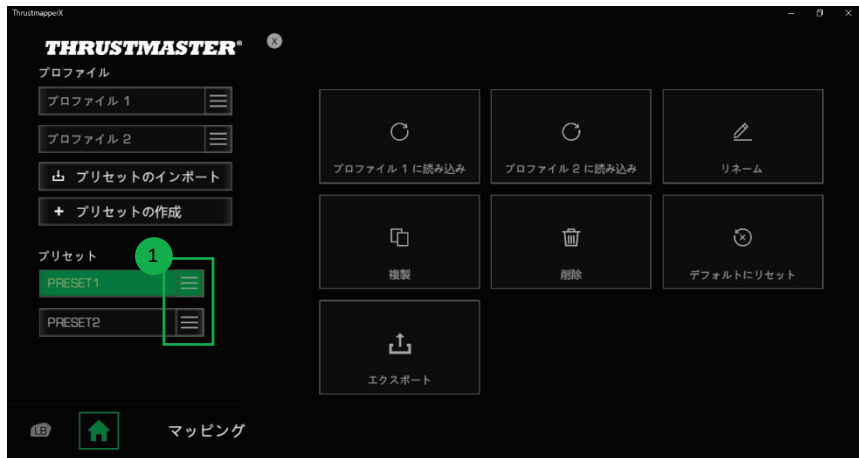 ThrustmapperX
THRUSTMASTER®
X
プロファイル
プロファイル 1
プロファイル 2
プリセットのインポート
+ プリセットの作成
プリセット
1
PRESET1
PRESET2
プロファイル 1 に読み込み
プロファイル 2 に読み込み
リネーム
複製
削除
デフォルトにリセット
エクスポート
LB
マッピング